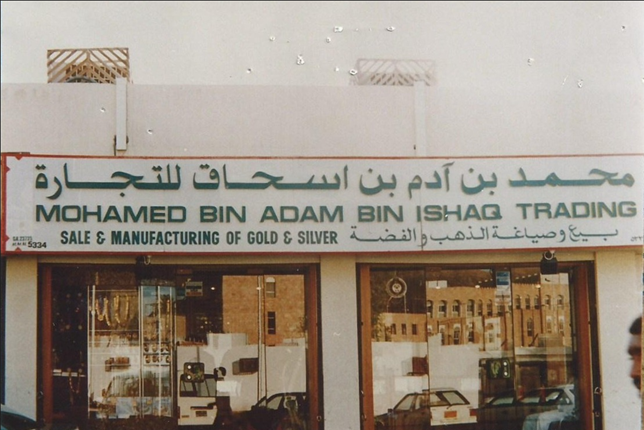 محمد بن آدم بن اسحاق للتجارة
MOHAMED BIN ADAM BIN ISHAQ TRADING
SALE & MANUFACTURING OF GOLD & SILVER بيع وصياغة الذهب والفضة
5334